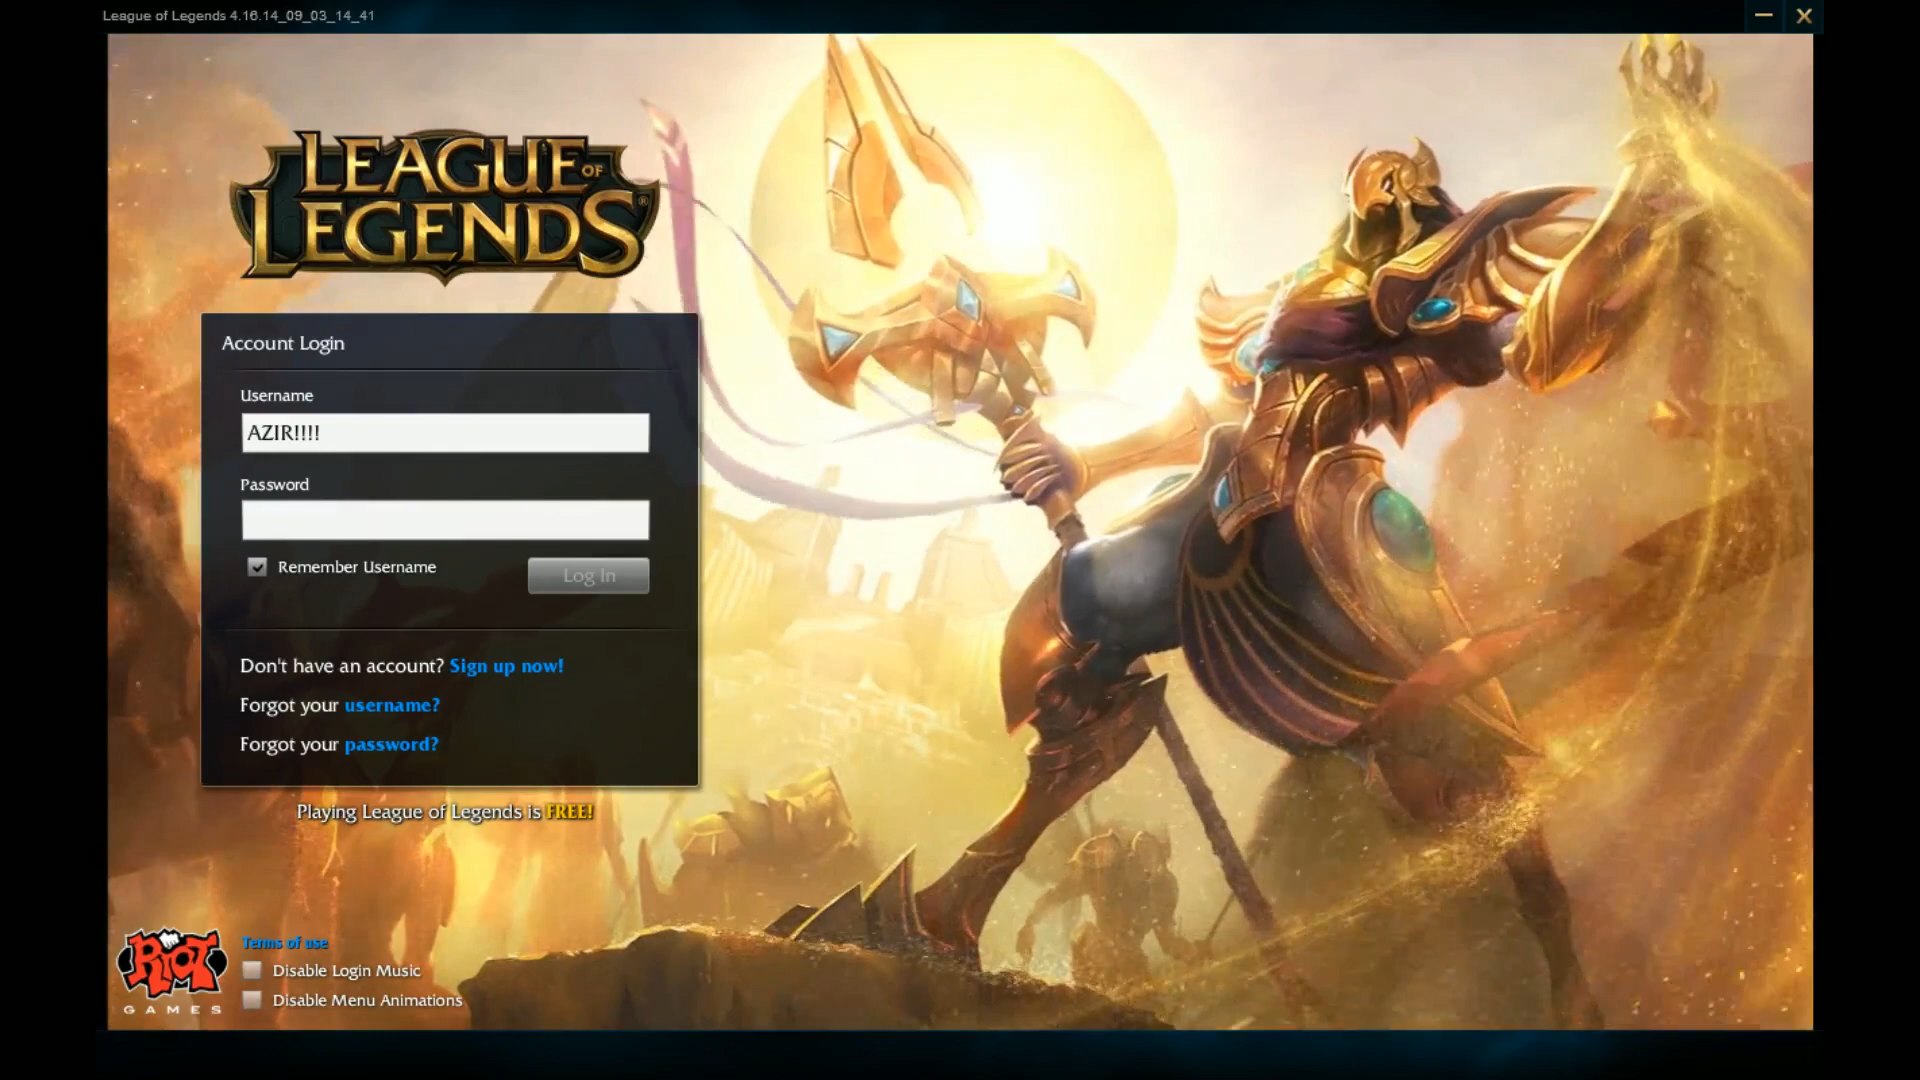 League of Legends 4.16.14_09_03_14_41
LEAGUE OF
LEGENDS®
Account Login
Username
AZIR!!!!
Password
Remember Username
Log In
Don't have an account? Sign up now!
Forgot your username?
Forgot your password?
Playing League of Legends is FREE!
RIOT
GAMES
Terms of use
Disable Login Music
Disable Menu Animations